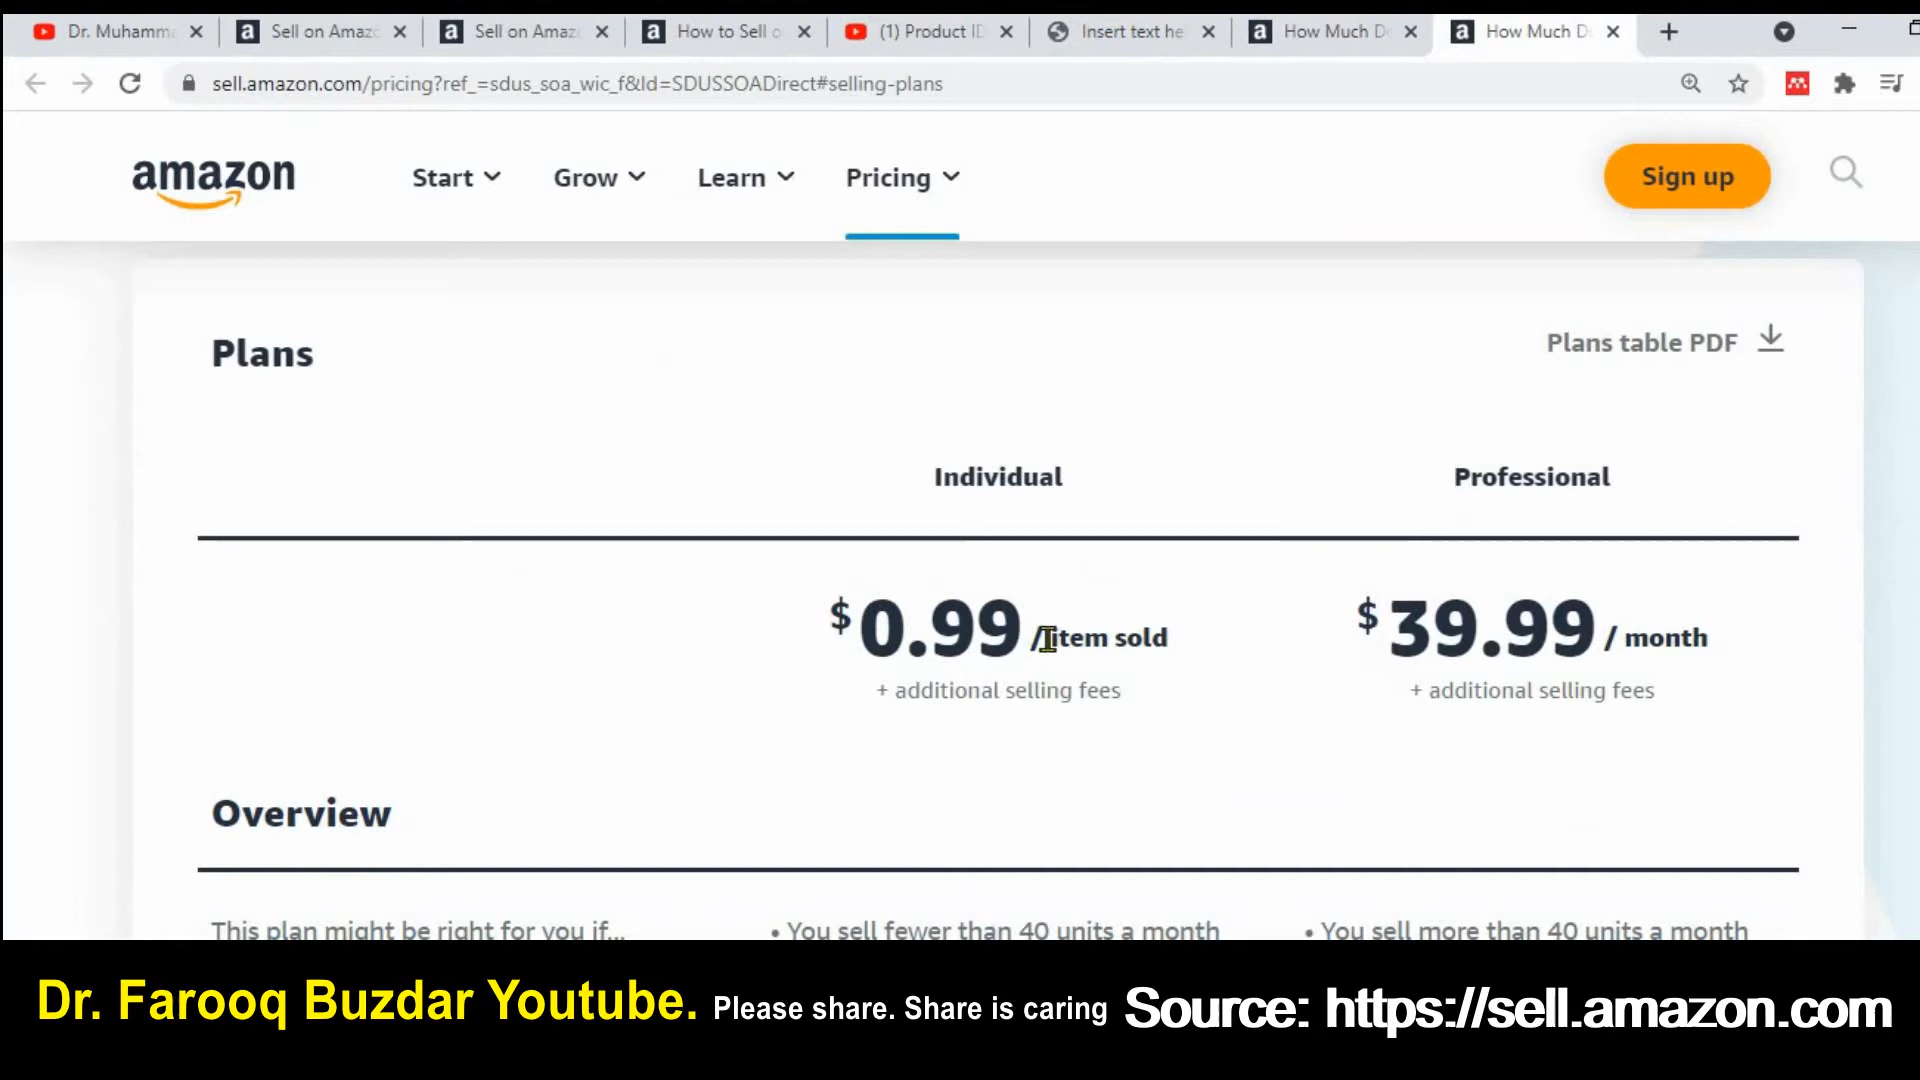 Dr. Muhamma
Sell on Amaz
Sell on Amaz
How to Sell o
(1) Product ID
Insert text he
How Much D
How Much D
sell.amazon.com/pricing?ref_=sdus_soa_wic_f&ld=SDUSSOADirect#selling-plans
amazon
Start
Grow
Learn
Pricing
Sign up
Plans
Plans table PDF
Individual
Professional
$0.99 / item sold
$39.99 / month
+ additional selling fees
+ additional selling fees
Overview
This plan might be right for you if...
• You sell fewer than 40 units a month
• You sell more than 40 units a month
Dr. Farooq Buzdar Youtube. Please share. Share is caring Source: https://sell.amazon.com